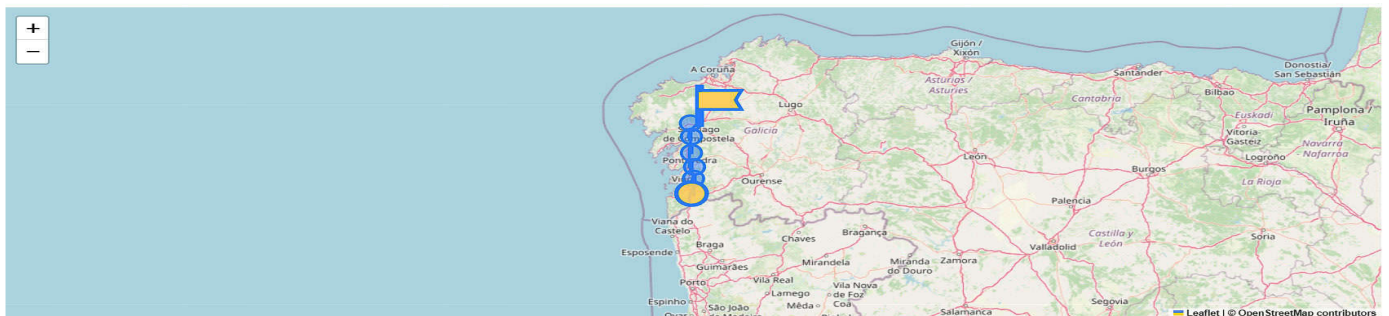 +
−
Gijón /
Xixón
A Coruña
Donostia/
San Sebastián
Santander
Asturias /
Asturies
Bilbao
Cantabria
Lugo
Pamplona /
Iruña
Euskadi
Galicia
Vitoria-
Gasteiz
de Compostela
Navarra
Nafarroa
León
Logroño
Burgos
Ourense
La Rioja
Palencia
Viana do
Castelo
Bragança
Castilla y
León
Chaves
Soria
Braga
Valladolid
Esposende
Mirandela
Miranda
do Douro
Zamora
Guimarães
Porto
Vila Real
Vila Nova
de Foz
Coa
Lamego
Espinho
Mêda
Segovia
São João
Salamanca
Leaflet | © OpenStreetMap contributors